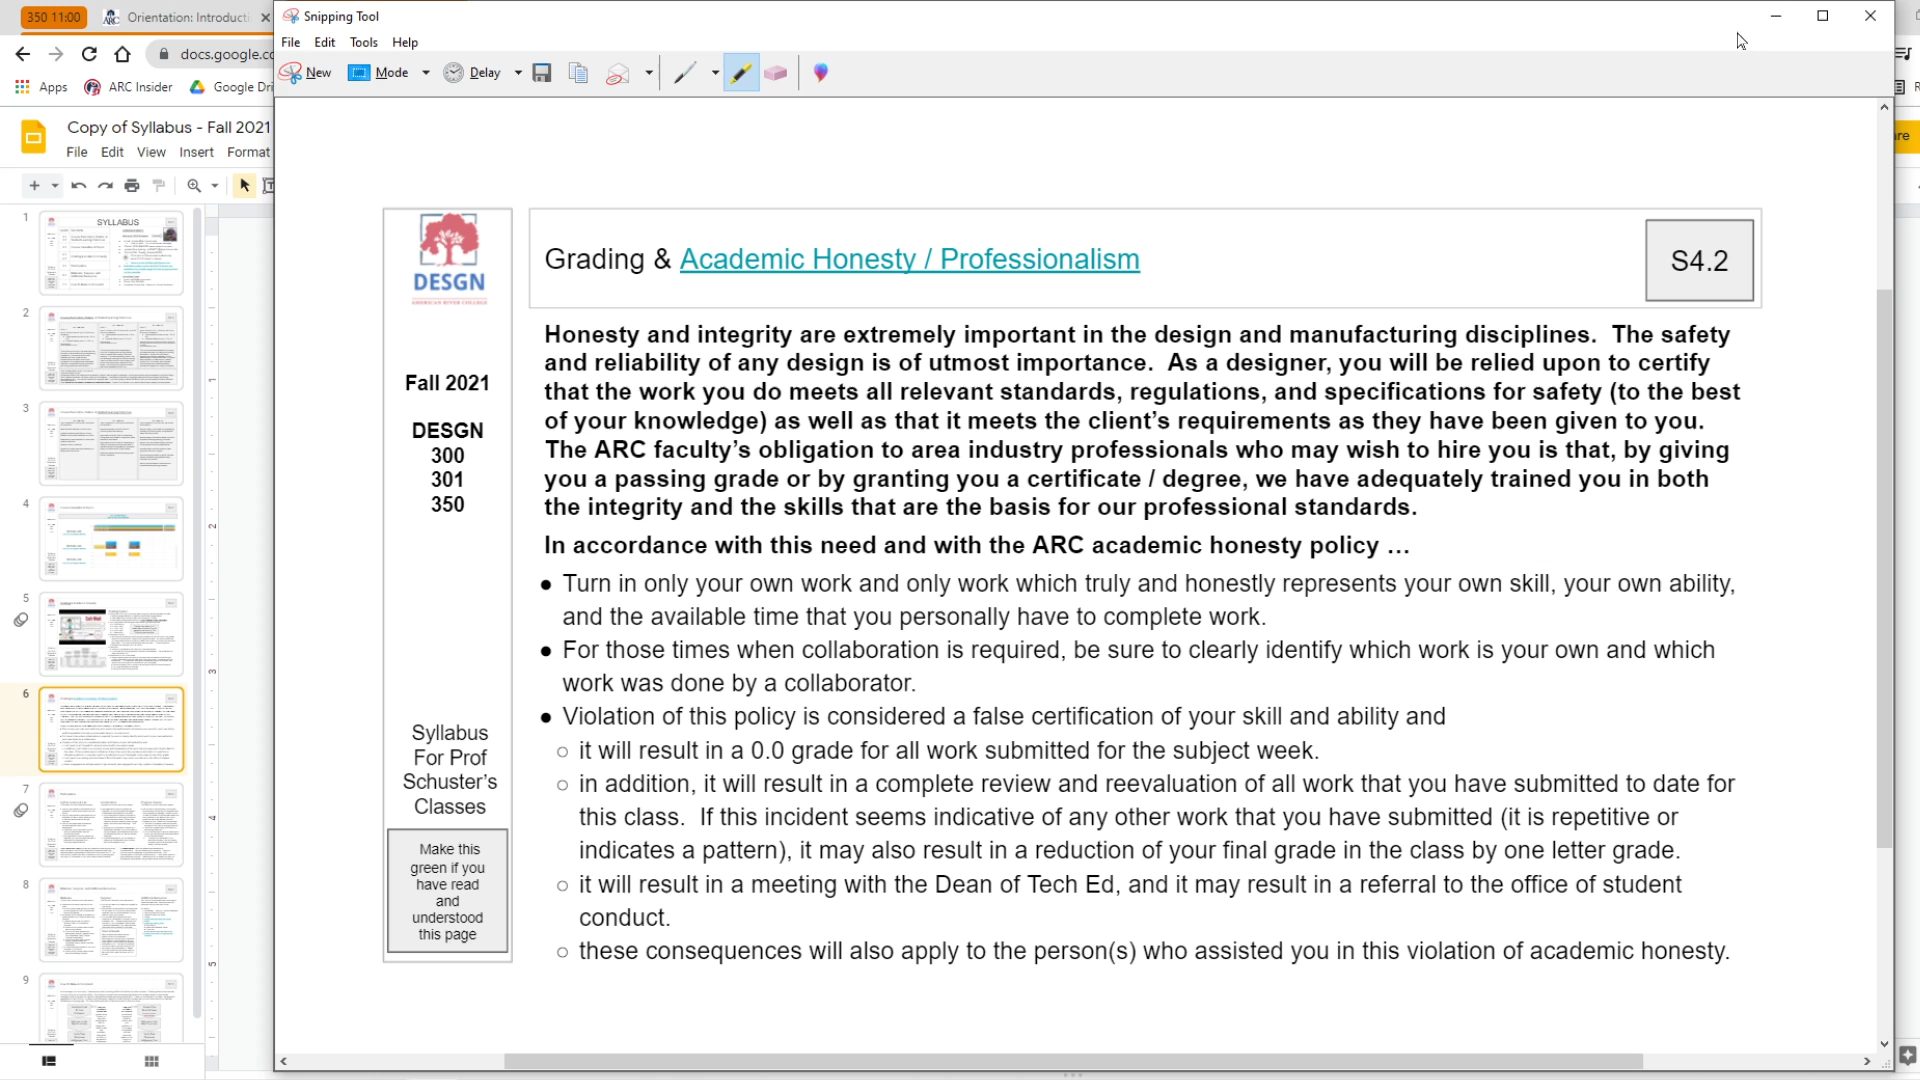 350 11:00
Orientation: Introducti
Snipping Tool
File Edit Tools Help
docs.google.co
New Mode Delay
Apps ARC Insider Google Dri
Copy of Syllabus - Fall 2021
File Edit View Insert Format
1
SYLLABUS
2
3
4
5
6
7
8
9
1
2
3
4
5
DESGN
AMERICAN RIVER COLLEGE
Grading & Academic Honesty / Professionalism
S4.2
Fall 2021
DESGN
300
301
350
Syllabus
For Prof
Schuster's
Classes
Make this
green if you
have read
and
understood
this page
Honesty and integrity are extremely important in the design and manufacturing disciplines. The safety
and reliability of any design is of utmost importance. As a designer, you will be relied upon to certify
that the work you do meets all relevant standards, regulations, and specifications for safety (to the best
of your knowledge) as well as that it meets the client's requirements as they have been given to you.
The ARC faculty's obligation to area industry professionals who may wish to hire you is that, by giving
you a passing grade or by granting you a certificate / degree, we have adequately trained you in both
the integrity and the skills that are the basis for our professional standards.
In accordance with this need and with the ARC academic honesty policy ...
● Turn in only your own work and only work which truly and honestly represents your own skill, your own ability,
and the available time that you personally have to complete work.
● For those times when collaboration is required, be sure to clearly identify which work is your own and which
work was done by a collaborator.
● Violation of this policy is considered a false certification of your skill and ability and
○ it will result in a 0.0 grade for all work submitted for the subject week.
○ in addition, it will result in a complete review and reevaluation of all work that you have submitted to date for
this class. If this incident seems indicative of any other work that you have submitted (it is repetitive or
indicates a pattern), it may also result in a reduction of your final grade in the class by one letter grade.
○ it will result in a meeting with the Dean of Tech Ed, and it may result in a referral to the office of student
conduct.
○ these consequences will also apply to the person(s) who assisted you in this violation of academic honesty.